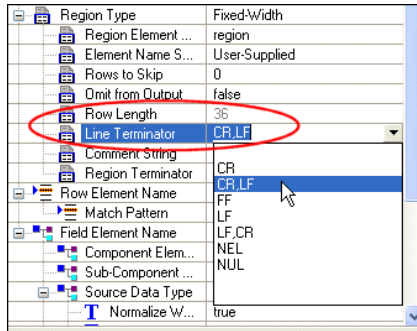 Region Type Fixed-Width
Region Element ... region
Element Name S... User-Supplied
Rows to Skip 0
Omit from Output false
Row Length 36
Line Terminator CR,LF
Comment String
Region Terminator CR
CR,LF
Row Element Name FF
Match Pattern LF
Field Element Name LF,CR
Component Elem... NEL
Sub-Component ... NUL
Source Data Type
Normalize W... true